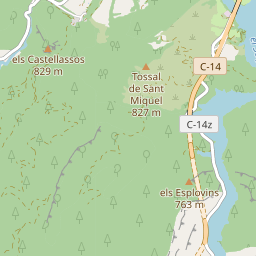 els Castellassos
829 m
C-14
Tossal
de Sant
Miquel
827 m
C-14z
els Esplovins
763 m